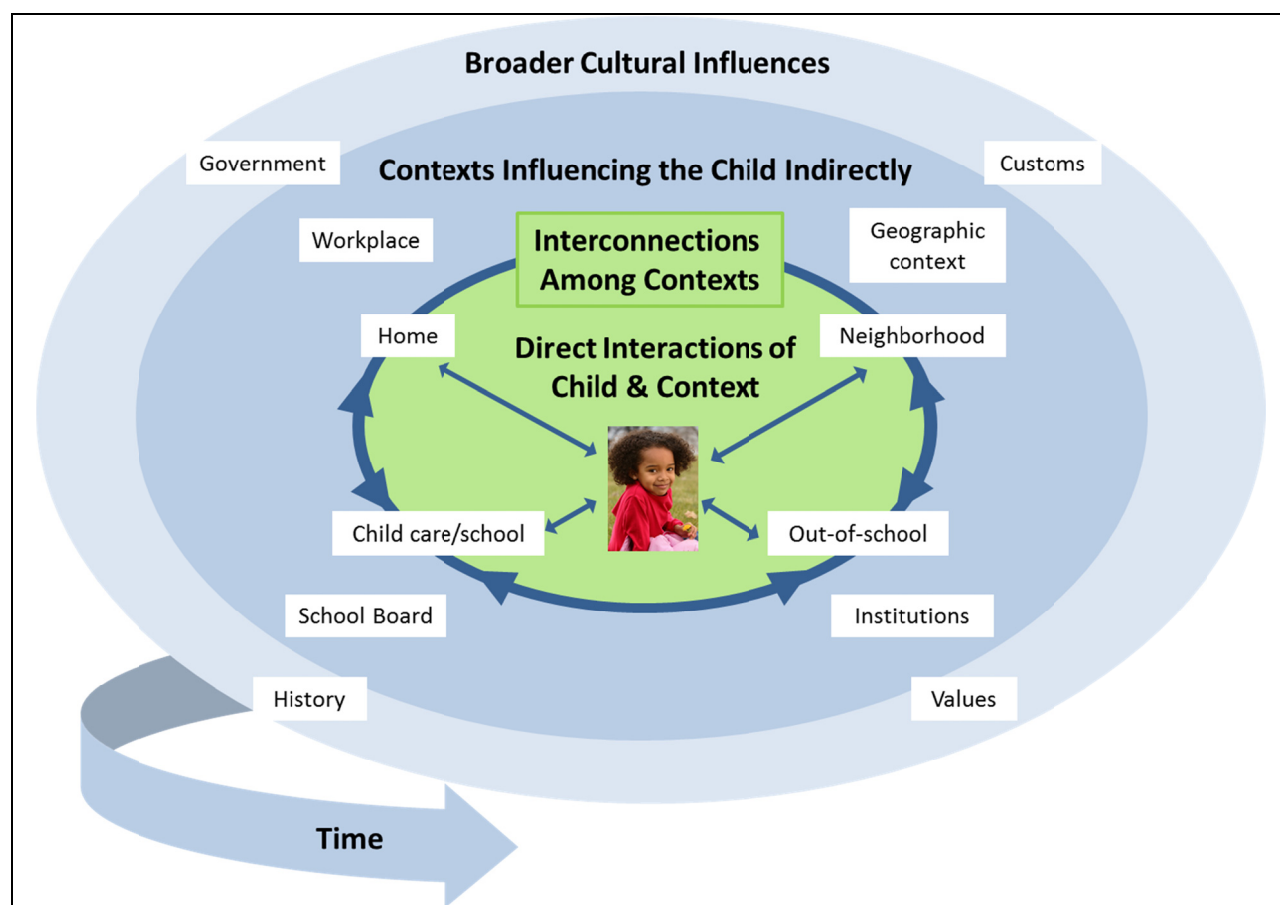 Broader Cultural Influences
Government
Customs
Contexts Influencing the Child Indirectly
Workplace
Geographic
context
Interconnections
Among Contexts
Home
Neighborhood
Direct Interactions of
Child & Context
Child care/school
Out-of-school
School Board
Institutions
History
Values
Time